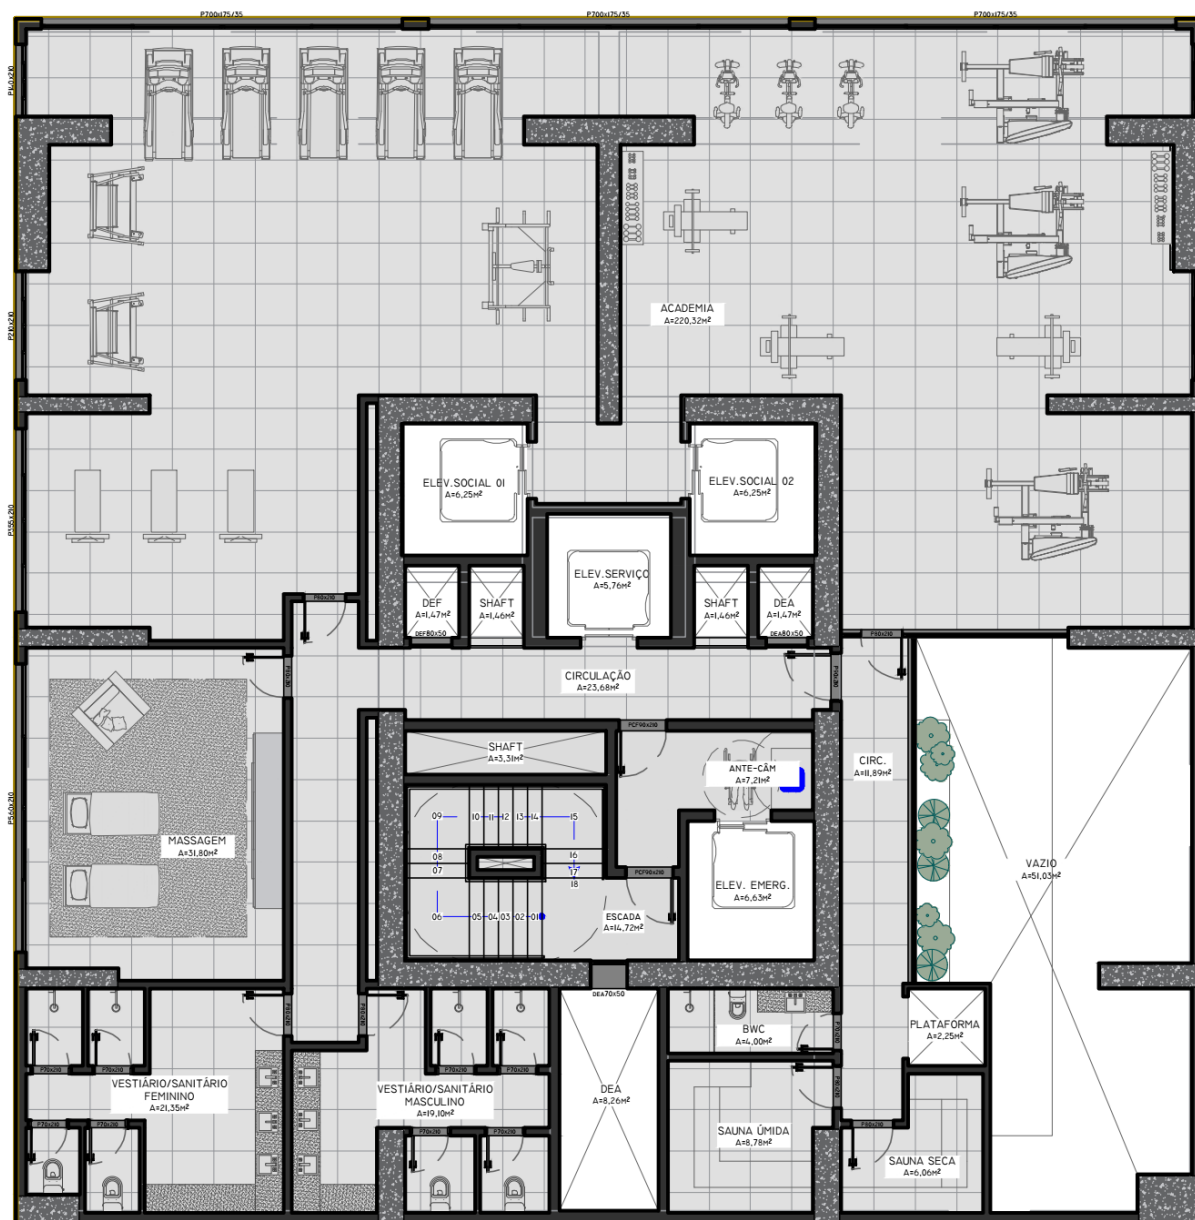 P700x175/35
P700x175/35
P700x175/35
P140x210
P210x210
ACADEMIA
A=220,32M²
ELEV.SOCIAL 01
A=6,25M²
ELEV.SOCIAL 02
A=6,25M²
P355x210
ELEV.SERVIÇO
A=5,76M²
DEF
A=1,47M²
DEF80x50
SHAFT
A=1,46M²
SHAFT
A=1,46M²
DEA
A=1,47M²
DEA80x50
P90x210
CIRCULAÇÃO
A=23,68M²
PCF90x210
SHAFT
A=3,31M²
ANTE-CÂM
A=7,21M²
CIRC.
A=11,89M²
P560x210
MASSAGEM
A=31,80M²
09
10
11
12
13
14
15
08
16
07
17
18
06
05
04
03
02
01
PCF90x210
ELEV. EMERG.
A=6,63M²
ESCADA
A=14,72M²
VAZIO
A=51,03M²
DEA70x50
BWC
A=4,00M²
PLATAFORMA
A=2,25M²
P70x210
P70x210
P70x210
P70x210
VESTIÁRIO/SANITÁRIO
FEMININO
A=21,35M²
VESTIÁRIO/SANITÁRIO
MASCULINO
A=19,10M²
DEA
A=8,26M²
SAUNA ÚMIDA
A=8,78M²
SAUNA SECA
A=6,06M²
P70x210
P70x210
P70x210
P70x210